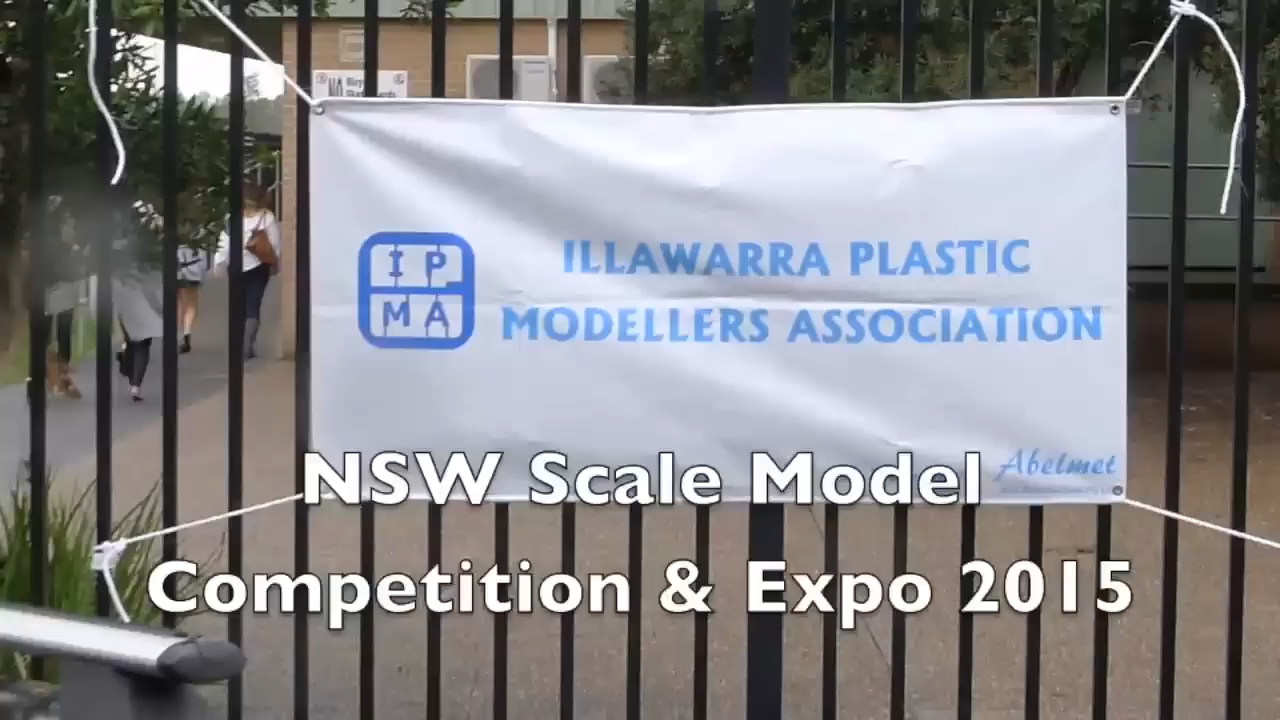 I P
M A
ILLAWARRA PLASTIC
MODELLERS ASSOCIATION
Abelmet
NSW Scale Model
Competition & Expo 2015